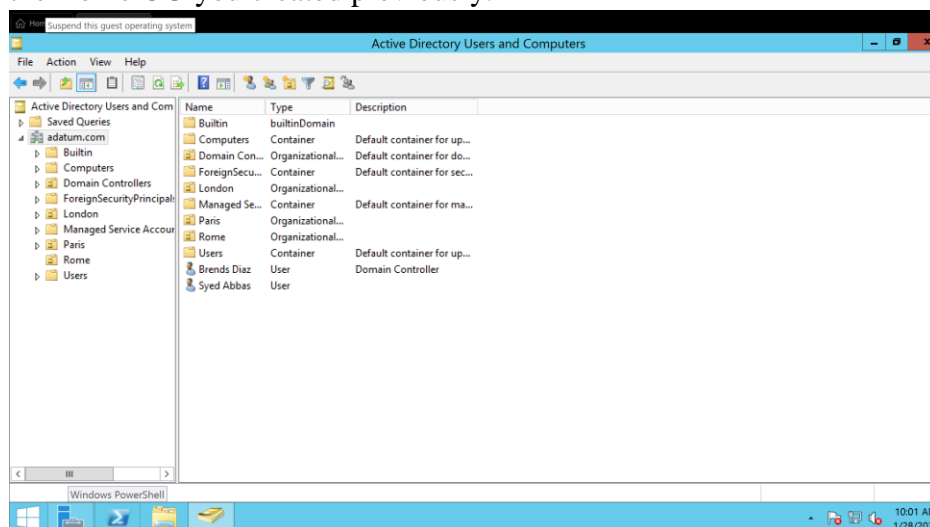 Suspend this guest operating system
Active Directory Users and Computers
File Action View Help
Active Directory Users and Com
Saved Queries
adatum.com
Builtin
Computers
Domain Controllers
ForeignSecurityPrincipals
London
Managed Service Accour
Paris
Rome
Users
Name Type Description
Builtin builtinDomain
Computers Container Default container for up...
Domain Con... Organizational... Default container for do...
ForeignSecu... Container Default container for sec...
London Organizational...
Managed Se... Container Default container for ma...
Paris Organizational...
Rome Organizational...
Users Container Default container for up...
Brends Diaz User Domain Controller
Syed Abbas User
Windows PowerShell
10:01 AM